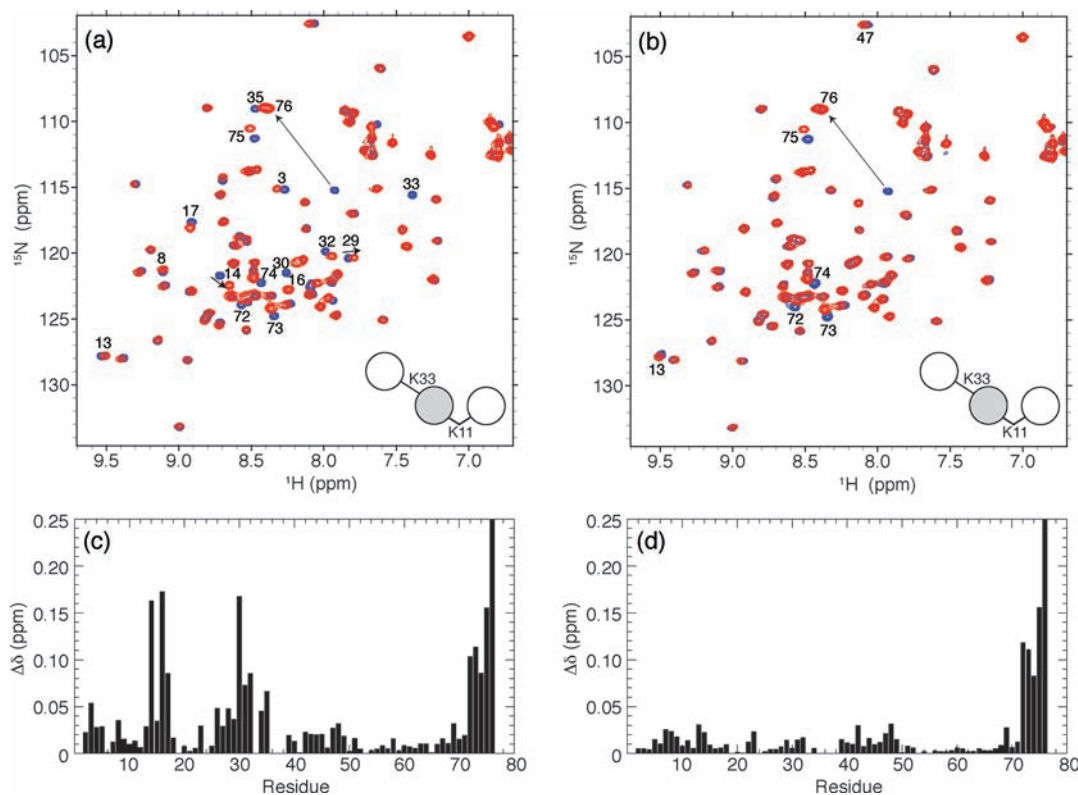 (a)
(b)
105
110
115
120
125
130
¹⁵N (ppm)
9.5 9.0 8.5 8.0 7.5 7.0
¹H (ppm)
35
76
75
3
33
17
32
29
8
14
74
30
16
72
73
13
K33
K11
105
110
115
120
125
130
¹⁵N (ppm)
9.5 9.0 8.5 8.0 7.5 7.0
¹H (ppm)
47
76
75
74
72
73
13
K33
K11
(c)
(d)
0.25
0.20
0.15
0.10
0.05
0
Δδ (ppm)
10 20 30 40 50 60 70 80
Residue
0.25
0.20
0.15
0.10
0.05
0
Δδ (ppm)
10 20 30 40 50 60 70 80
Residue